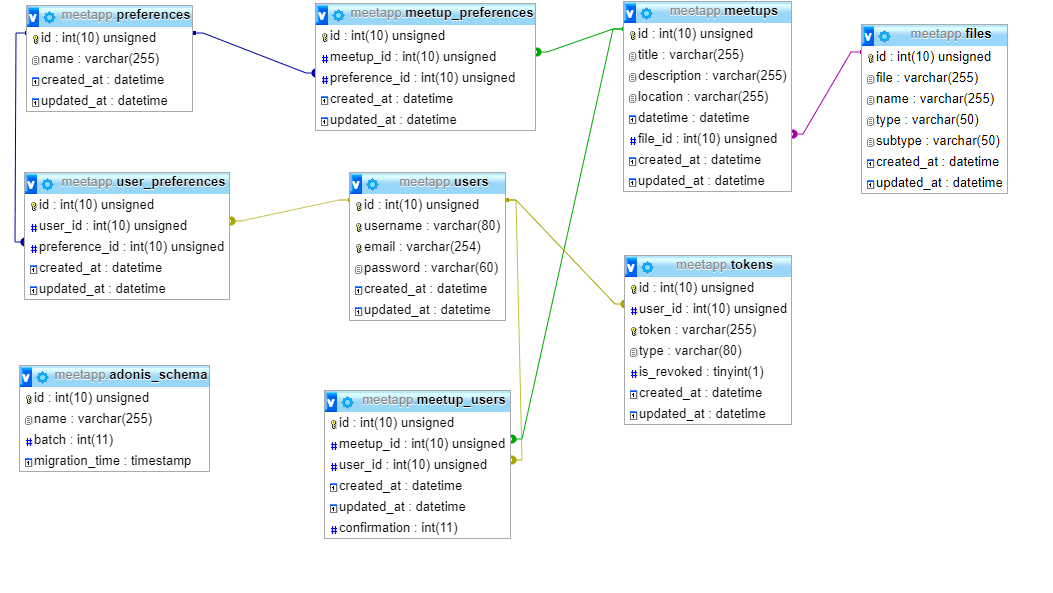 meetapp.preferences
id : int(10) unsigned
name : varchar(255)
created_at : datetime
updated_at : datetime
meetapp.meetup_preferences
id : int(10) unsigned
meetup_id : int(10) unsigned
preference_id : int(10) unsigned
created_at : datetime
updated_at : datetime
meetapp.meetups
id : int(10) unsigned
title : varchar(255)
description : varchar(255)
location : varchar(255)
datetime : datetime
file_id : int(10) unsigned
created_at : datetime
updated_at : datetime
meetapp.files
id : int(10) unsigned
file : varchar(255)
name : varchar(255)
type : varchar(50)
subtype : varchar(50)
created_at : datetime
updated_at : datetime
meetapp.user_preferences
id : int(10) unsigned
user_id : int(10) unsigned
preference_id : int(10) unsigned
created_at : datetime
updated_at : datetime
meetapp.users
id : int(10) unsigned
username : varchar(80)
email : varchar(254)
password : varchar(60)
created_at : datetime
updated_at : datetime
meetapp.tokens
id : int(10) unsigned
user_id : int(10) unsigned
token : varchar(255)
type : varchar(80)
is_revoked : tinyint(1)
created_at : datetime
updated_at : datetime
meetapp.adonis_schema
id : int(10) unsigned
name : varchar(255)
batch : int(11)
migration_time : timestamp
meetapp.meetup_users
id : int(10) unsigned
meetup_id : int(10) unsigned
user_id : int(10) unsigned
created_at : datetime
updated_at : datetime
confirmation : int(11)